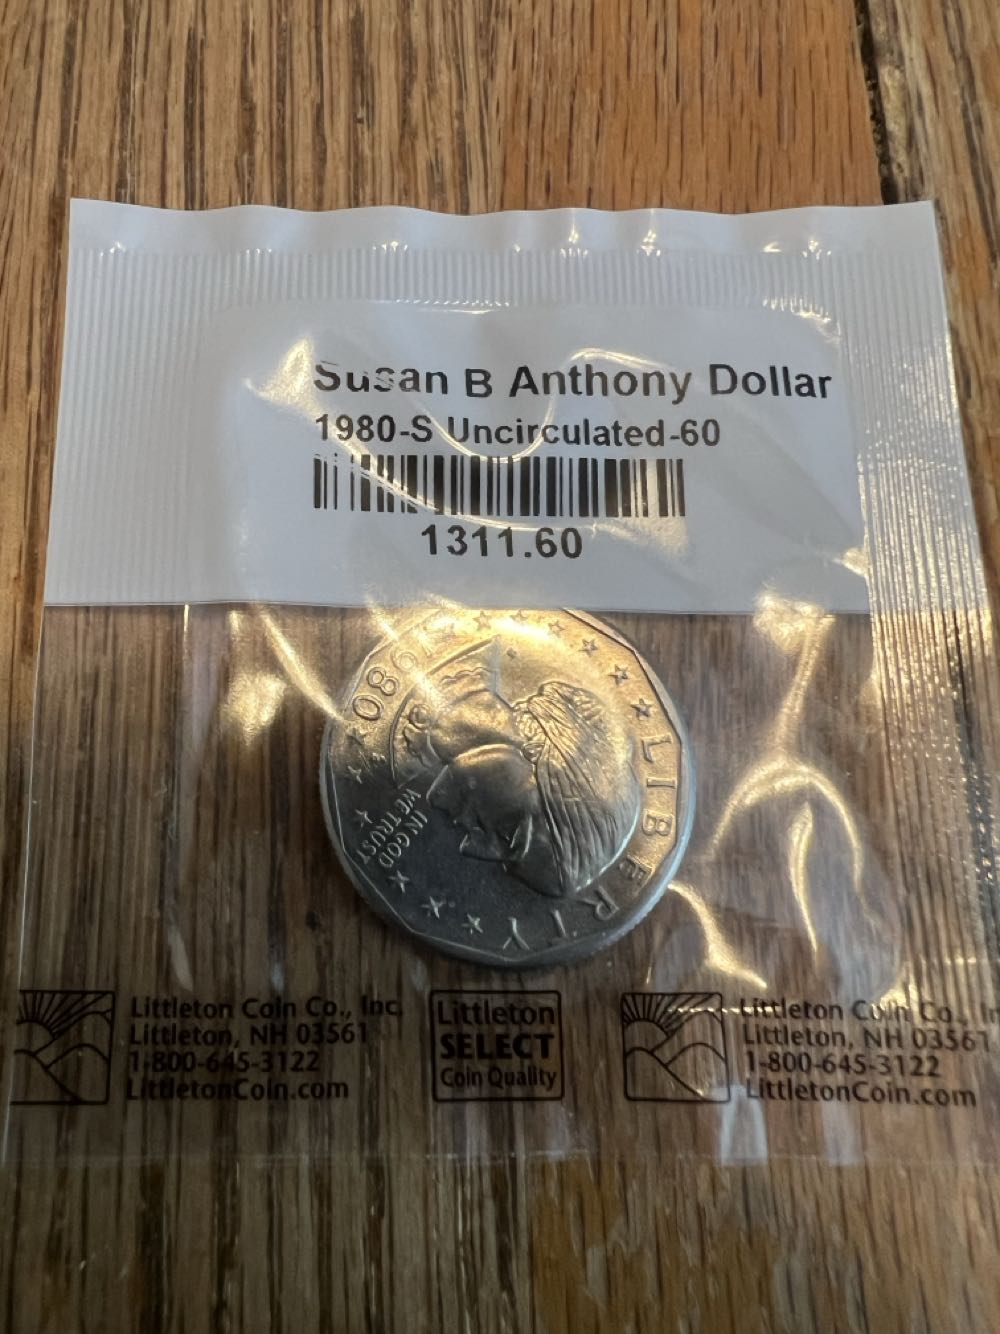 Susan B Anthony Dollar
1980-S Uncirculated-60
1311.60
1980
LIBERTY
IN GOD
WE TRUST
Littleton Coin Co., Inc.
Littleton, NH 03561
1-800-645-3122
LittletonCoin.com
Littleton
SELECT
Coin Quality
Littleton Coin Co., In
Littleton, NH 03561
1-800-645-3122
LittletonCoin.com